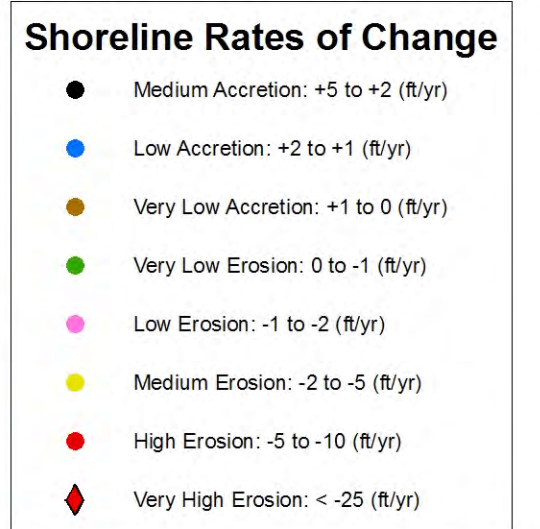 Shoreline Rates of Change
Medium Accretion: +5 to +2 (ft/yr)
Low Accretion: +2 to +1 (ft/yr)
Very Low Accretion: +1 to 0 (ft/yr)
Very Low Erosion: 0 to -1 (ft/yr)
Low Erosion: -1 to -2 (ft/yr)
Medium Erosion: -2 to -5 (ft/yr)
High Erosion: -5 to -10 (ft/yr)
Very High Erosion: < -25 (ft/yr)